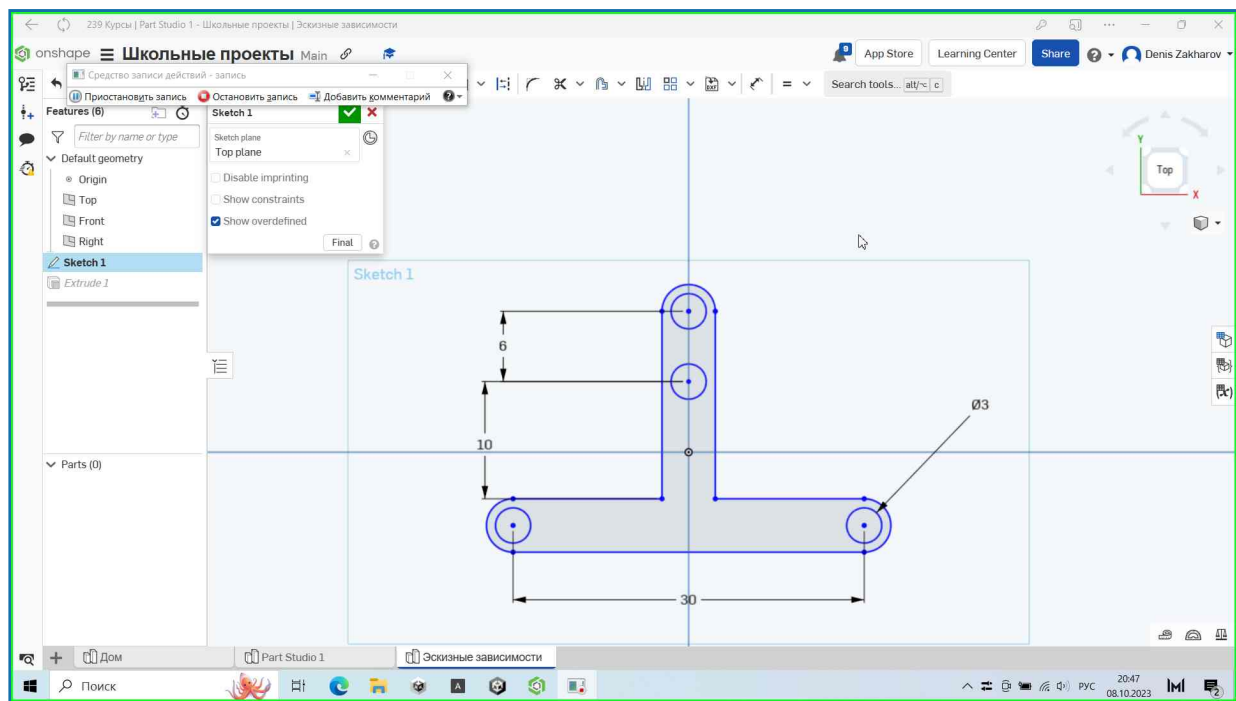 239 Курсы | Part Studio 1 - Школьные проекты | Эскизные зависимости
onshape Школьные проекты Main
9
App Store
Learning Center
Share
Denis Zakharov
Средство записи действий - запись
Приостановить запись Остановить запись Добавить комментарий
Search tools... alt/~ c
Features (6)
Filter by name or type
Default geometry
Origin
Top
Front
Right
Sketch 1
Extrude 1
Parts (0)
Sketch 1
Sketch plane
Top plane
Disable imprinting
Show constraints
Show overdefined
Final
Y
Top
X
Sketch 1
6
10
Ø3
30
(x)
Дом
Part Studio 1
Эскизные зависимости
Поиск
РУС
20:47
08.10.2023
2